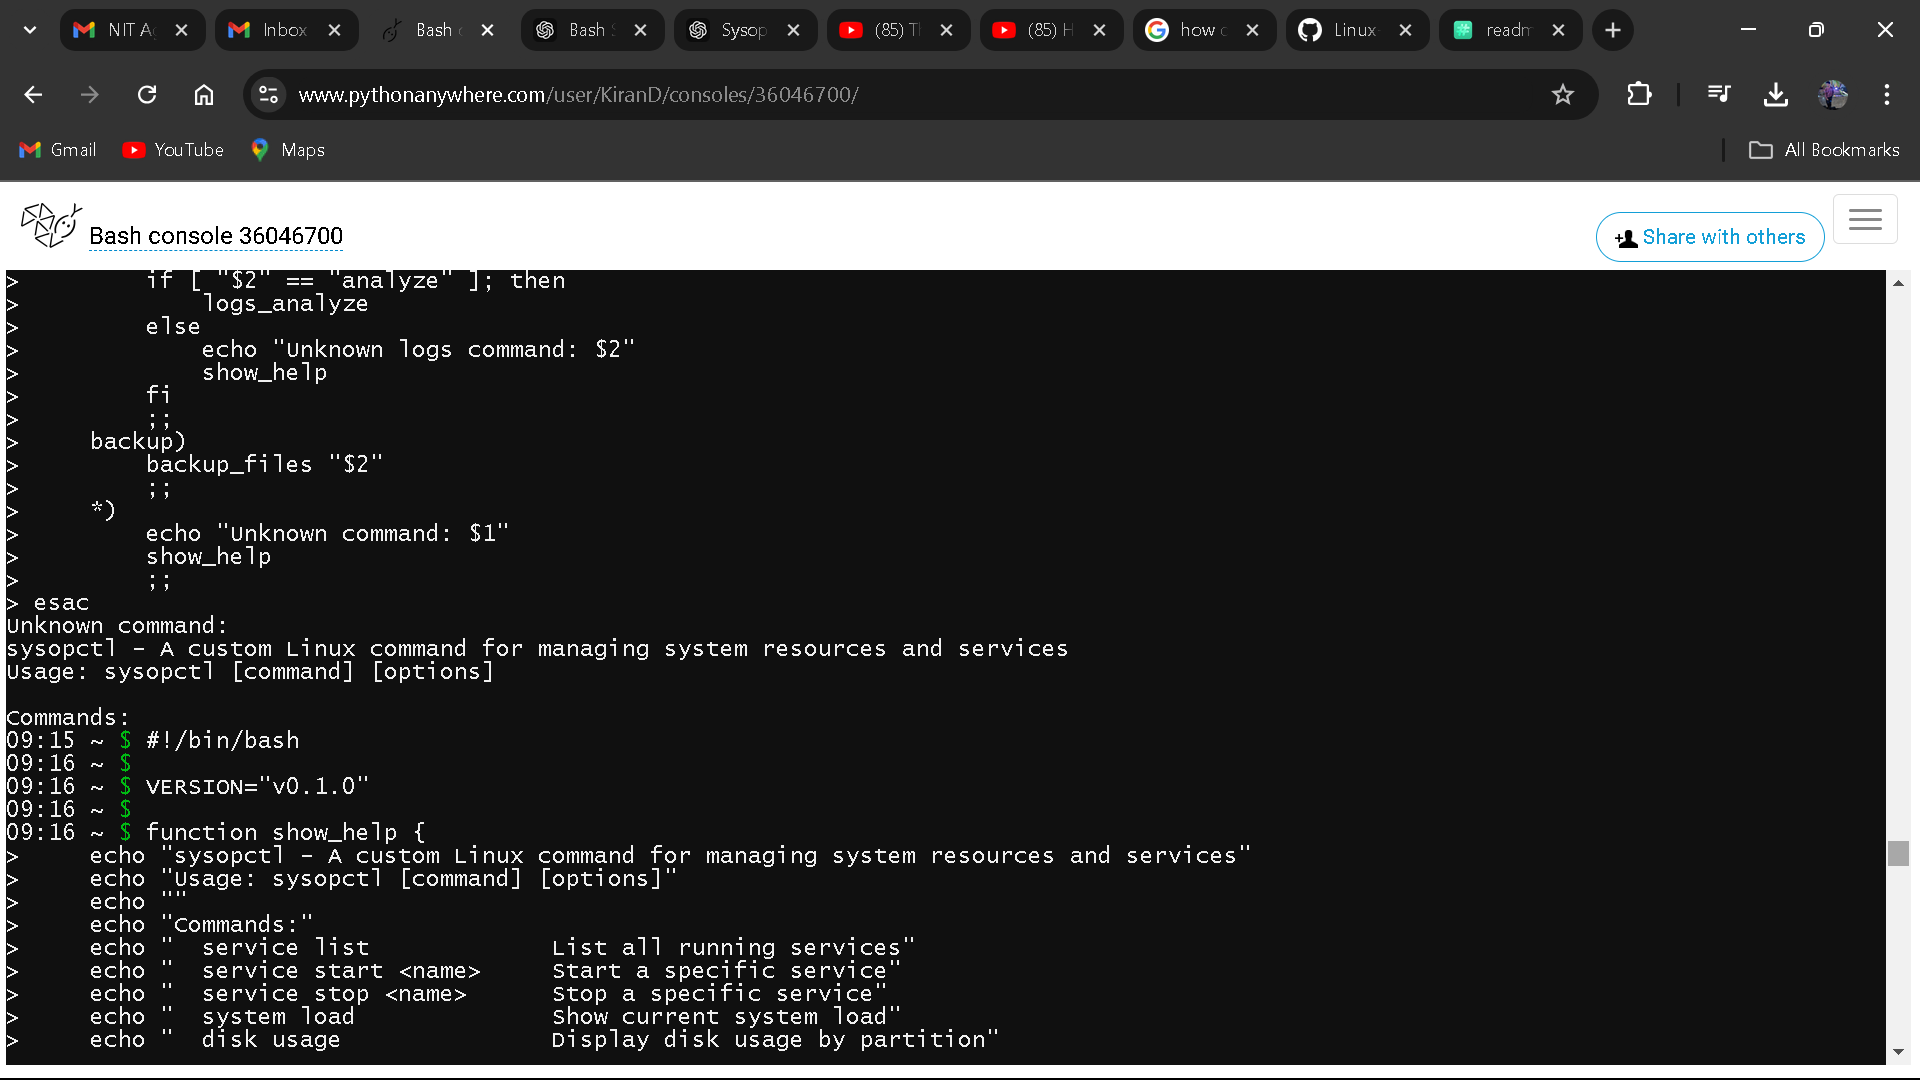 NIT A
Inbox
Bash
Bash
Sysop
(85) T
(85) H
how
Linux
readm
www.pythonanywhere.com/user/KiranD/consoles/36046700/
Gmail
YouTube
Maps
All Bookmarks
Bash console 36046700
Share with others
>         if [ "$2" == "analyze" ]; then
>             logs_analyze
>         else
>             echo "Unknown logs command: $2"
>             show_help
>         fi
>         ;;
>     backup)
>         backup_files "$2"
>         ;;
>     *)
>         echo "Unknown command: $1"
>         show_help
>         ;;
> esac
Unknown command:
sysopctl - A custom Linux command for managing system resources and services
Usage: sysopctl [command] [options]
Commands:
09:15 ~ $ #!/bin/bash
09:16 ~ $
09:16 ~ $ VERSION="v0.1.0"
09:16 ~ $
09:16 ~ $ function show_help {
>     echo "sysopctl - A custom Linux command for managing system resources and services"
>     echo "Usage: sysopctl [command] [options]"
>     echo ""
>     echo "Commands:"
>     echo "  service list             List all running services"
>     echo "  service start <name>     Start a specific service"
>     echo "  service stop <name>      Stop a specific service"
>     echo "  system load              Show current system load"
>     echo "  disk usage               Display disk usage by partition"